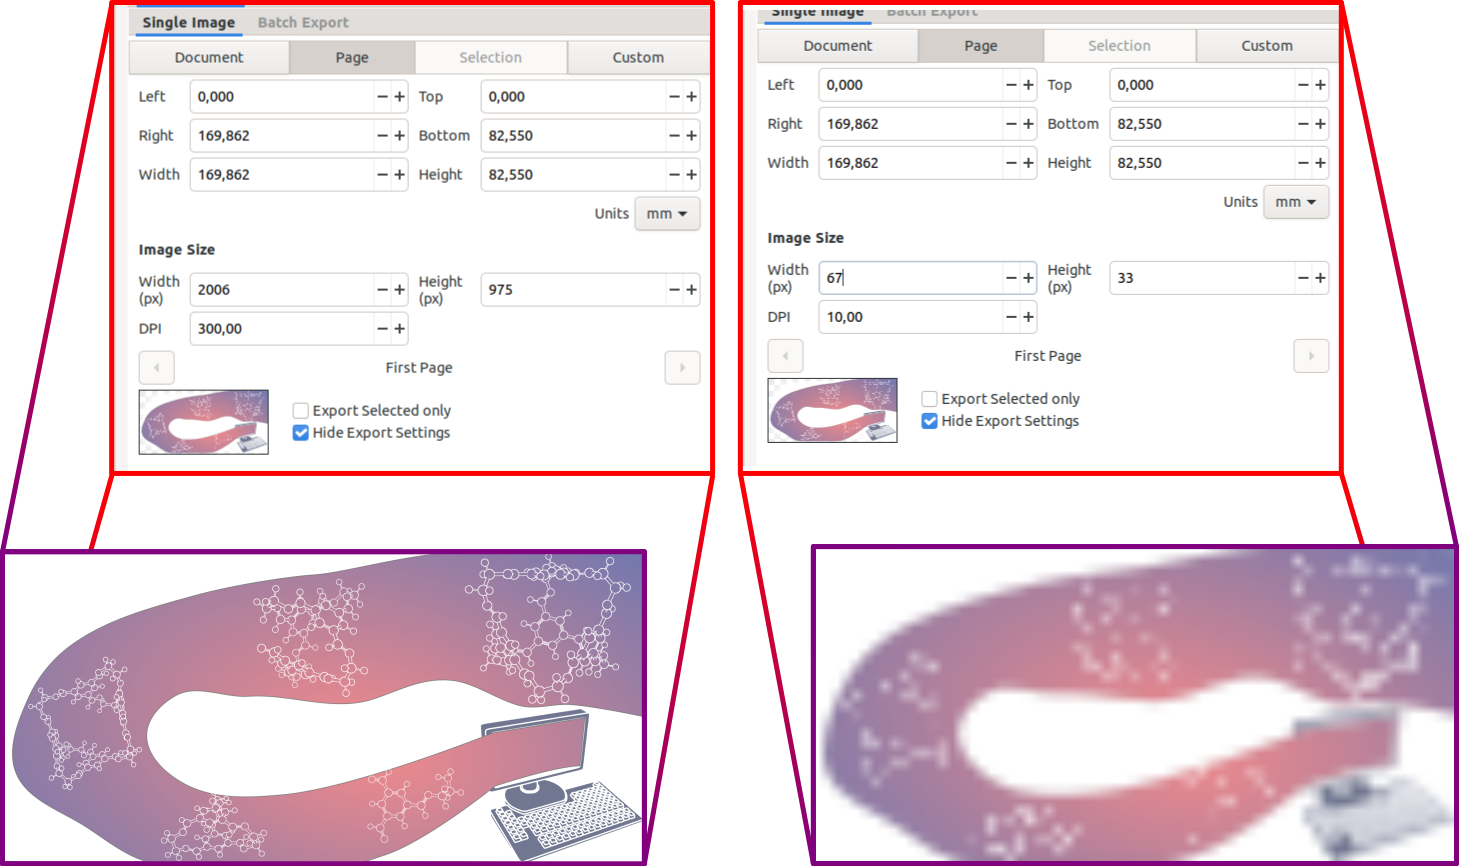 Single Image Batch Export
Document Page Selection Custom
Left 0,000 Top 0,000
Right 169,862 Bottom 82,550
Width 169,862 Height 82,550
Units mm
Image Size
Width (px) 2006 Height (px) 975
DPI 300,00
First Page
Export Selected only
Hide Export Settings
Single Image Batch Export
Document Page Selection Custom
Left 0,000 Top 0,000
Right 169,862 Bottom 82,550
Width 169,862 Height 82,550
Units mm
Image Size
Width (px) 67 Height (px) 33
DPI 10,00
First Page
Export Selected only
Hide Export Settings